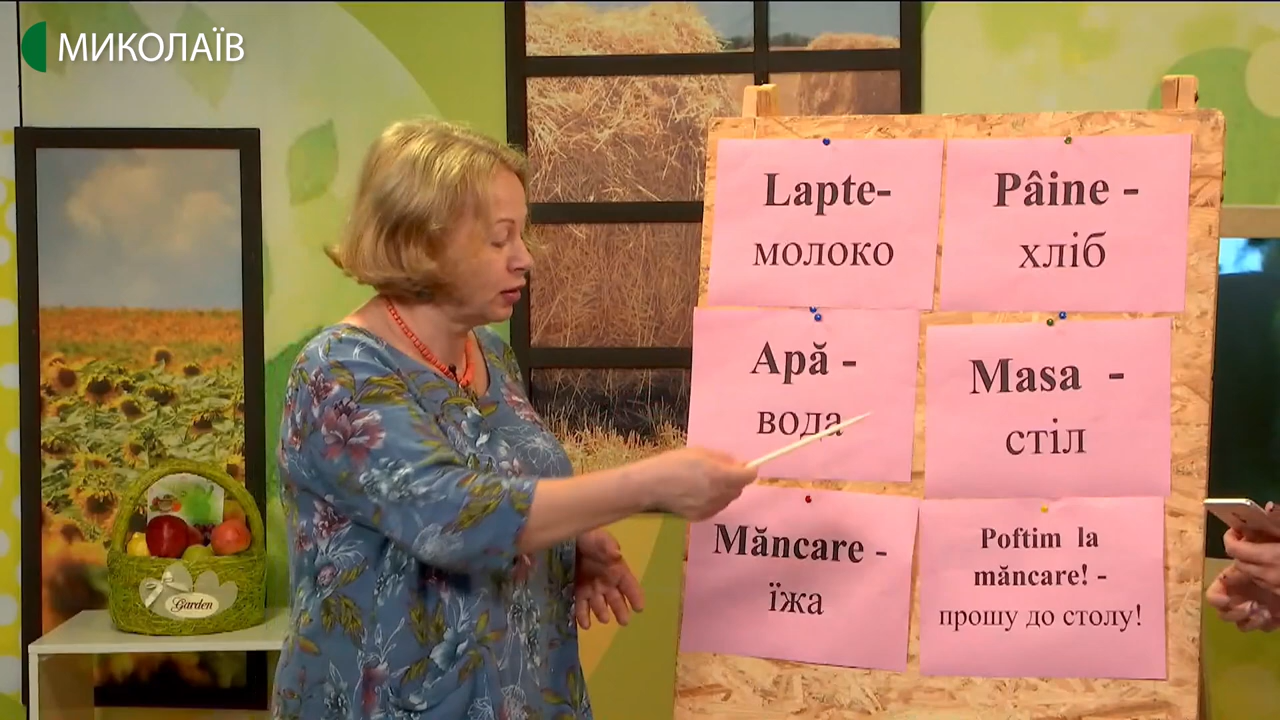 МИКОЛАЇВ
Lapte-
молоко
Pâine -
хліб
Apă -
вода
Masa -
стіл
Măncare -
їжа
Poftim la
măncare! -
прошу до столу!
Garden